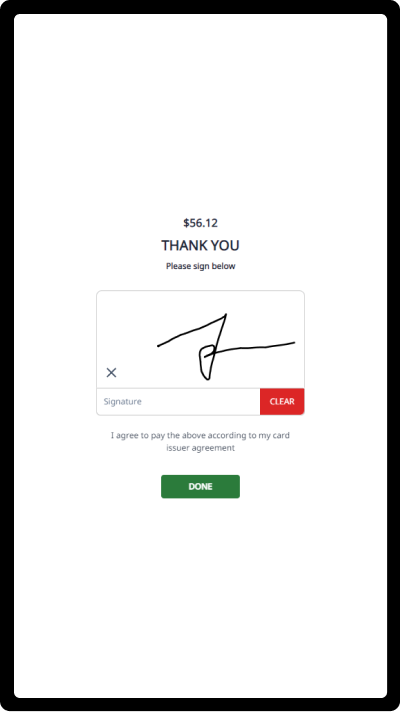 $56.12
THANK YOU
Please sign below
Signature
CLEAR
I agree to pay the above according to my card
issuer agreement
DONE